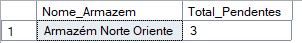 Nome_Armazem Total_Pendentes
1 Armazém Norte Oriente 3